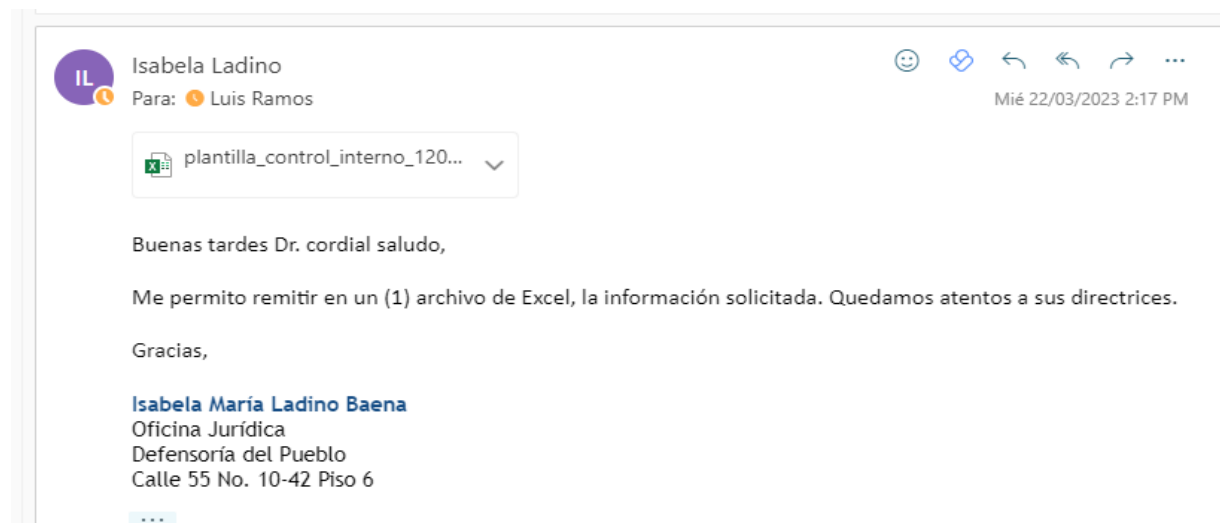 IL
Isabela Ladino
Para: Luis Ramos
Mié 22/03/2023 2:17 PM
plantilla_control_interno_120...
Buenas tardes Dr. cordial saludo,
Me permito remitir en un (1) archivo de Excel, la información solicitada. Quedamos atentos a sus directrices.
Gracias,
Isabela María Ladino Baena
Oficina Jurídica
Defensoría del Pueblo
Calle 55 No. 10-42 Piso 6
...